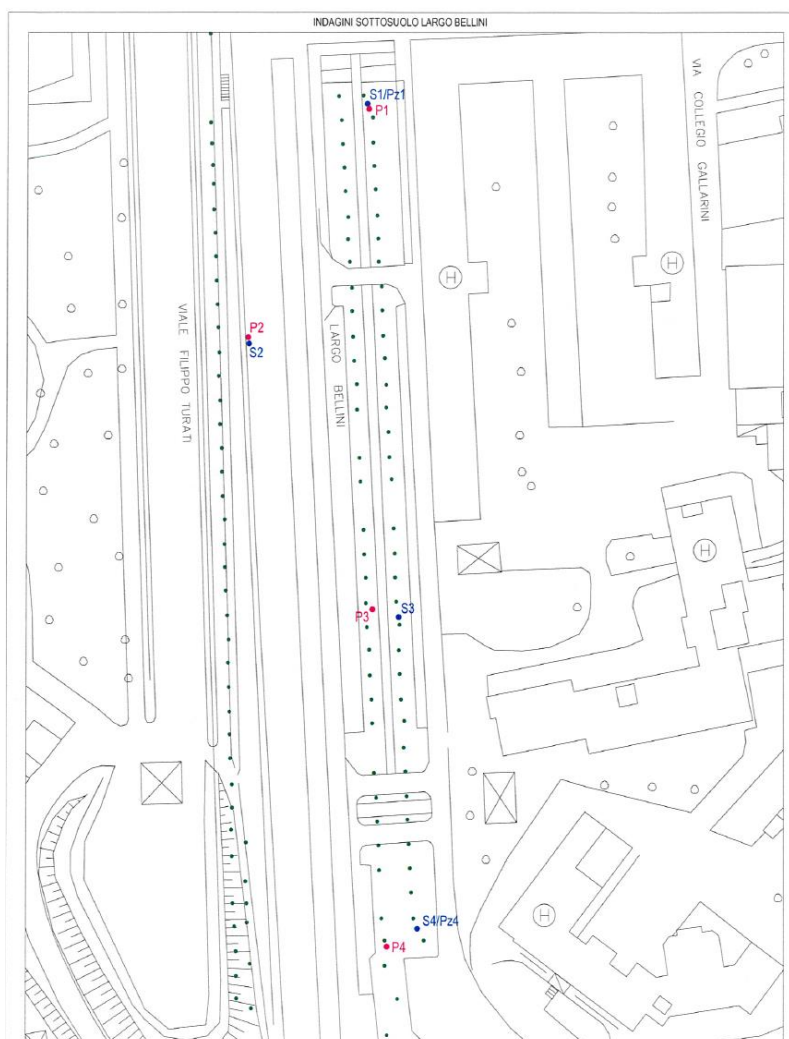 INDAGINI SOTTOSUOLO LARGO BELLINI
S1/Pz1
P1
VIA COLLEGIO GALLARINI
H
H
P2
S2
VIALE FILIPPO TURATI
LARGO BELLINI
H
P3
S3
S4/Pz4
P4
H